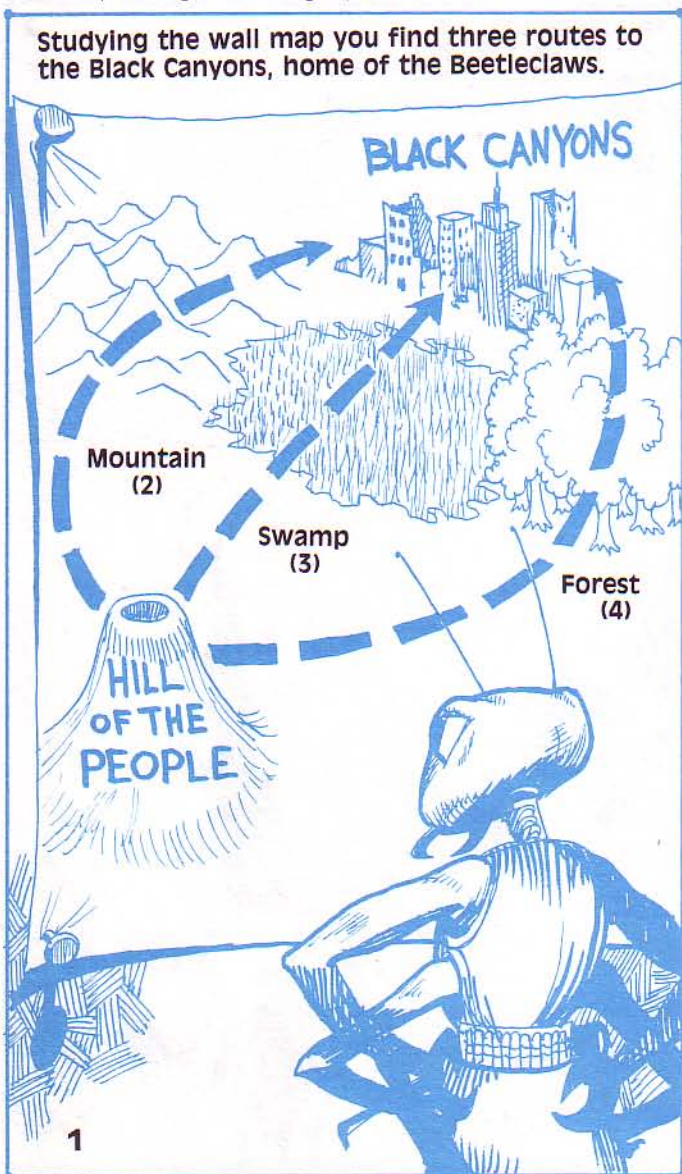 Studying the wall map you find three routes to
the Black Canyons, home of the Beetleclaws.
BLACK CANYONS
Mountain
(2)
Swamp
(3)
Forest
(4)
HILL
OF THE
PEOPLE
1